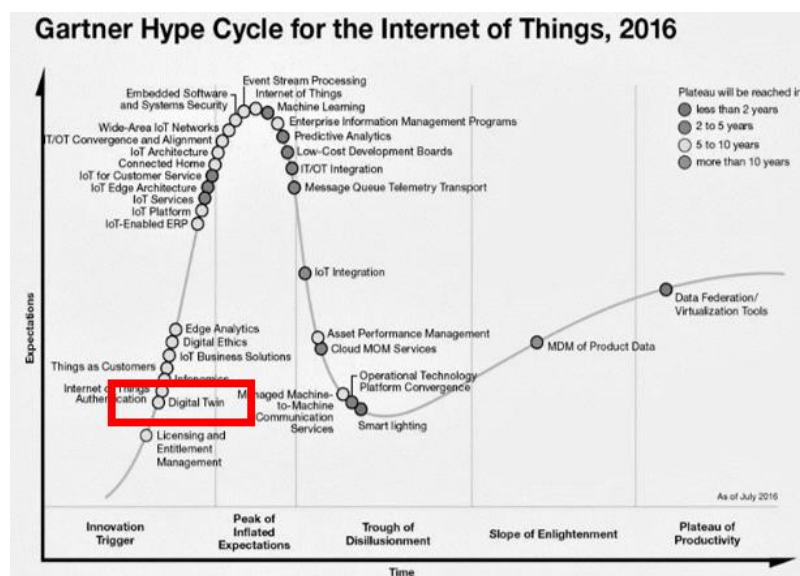 Gartner Hype Cycle for the Internet of Things, 2016
Event Stream Processing
Internet of Things
Embedded Software
and Systems Security
Machine Learning
Enterprise Information Management Programs
Wide-Area IoT Networks
Predictive Analytics
IT/OT Convergence and Alignment
IoT Architecture
Low-Cost Development Boards
Connected Home
IT/OT Integration
IoT for Customer Service
IoT Edge Architecture
Message Queue Telemetry Transport
IoT Services
IoT Platform
IoT-Enabled ERP
Plateau will be reached in
less than 2 years
2 to 5 years
5 to 10 years
more than 10 years
IoT Integration
Data Federation/
Virtualization Tools
Edge Analytics
Digital Ethics
IoT Business Solutions
Things as Customers
Infonomics
Internet of Things
Authentication
Digital Twin
Licensing and
Entitlement
Management
Asset Performance Management
Cloud MOM Services
MDM of Product Data
Operational Technology
Platform Convergence
Managed Machine-
to-Machine
Communication
Services
Smart lighting
Expectations
As of July 2016
Innovation
Trigger
Peak of
Inflated
Expectations
Trough of
Disillusionment
Slope of Enlightenment
Plateau of
Productivity
Time